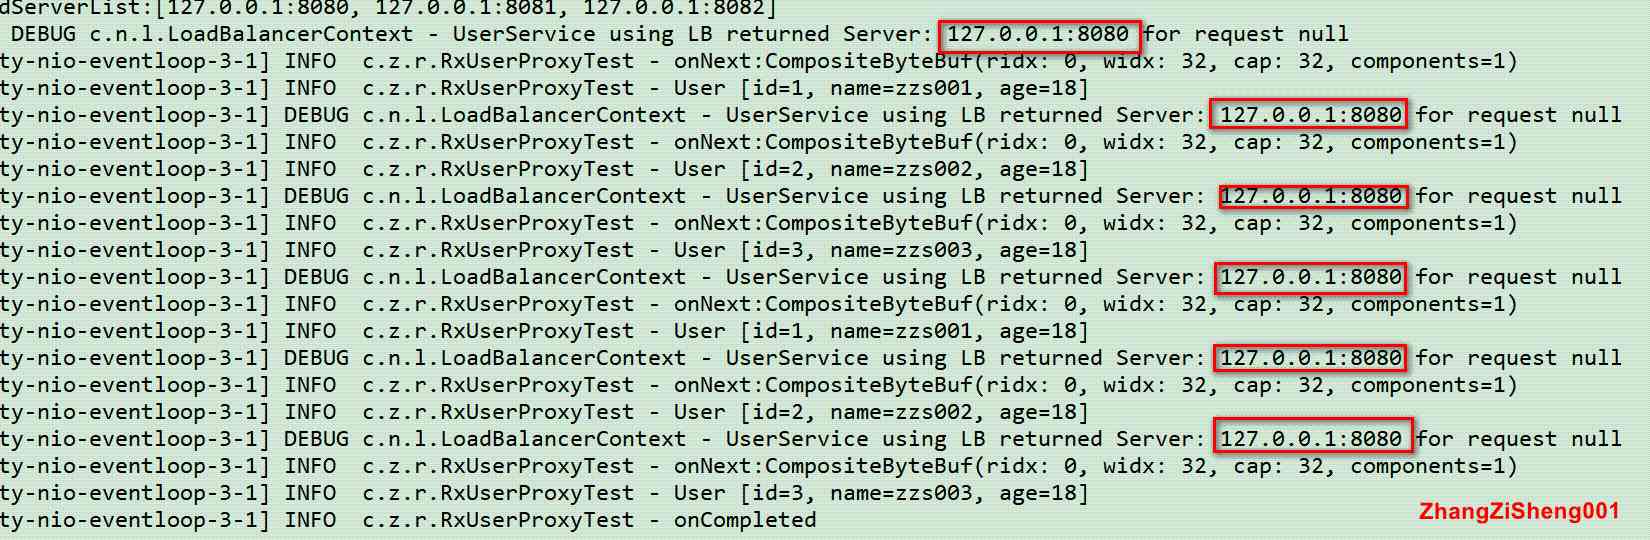 dServerList:[127.0.0.1:8080, 127.0.0.1:8081, 127.0.0.1:8082]
DEBUG c.n.l.LoadBalancerContext - UserService using LB returned Server: 127.0.0.1:8080 for request null
ty-nio-eventloop-3-1] INFO  c.z.r.RxUserProxyTest - onNext:CompositeByteBuf(ridx: 0, widx: 32, cap: 32, components=1)
ty-nio-eventloop-3-1] INFO  c.z.r.RxUserProxyTest - User [id=1, name=zzs001, age=18]
ty-nio-eventloop-3-1] DEBUG c.n.l.LoadBalancerContext - UserService using LB returned Server: 127.0.0.1:8080 for request null
ty-nio-eventloop-3-1] INFO  c.z.r.RxUserProxyTest - onNext:CompositeByteBuf(ridx: 0, widx: 32, cap: 32, components=1)
ty-nio-eventloop-3-1] INFO  c.z.r.RxUserProxyTest - User [id=2, name=zzs002, age=18]
ty-nio-eventloop-3-1] DEBUG c.n.l.LoadBalancerContext - UserService using LB returned Server: 127.0.0.1:8080 for request null
ty-nio-eventloop-3-1] INFO  c.z.r.RxUserProxyTest - onNext:CompositeByteBuf(ridx: 0, widx: 32, cap: 32, components=1)
ty-nio-eventloop-3-1] INFO  c.z.r.RxUserProxyTest - User [id=3, name=zzs003, age=18]
ty-nio-eventloop-3-1] DEBUG c.n.l.LoadBalancerContext - UserService using LB returned Server: 127.0.0.1:8080 for request null
ty-nio-eventloop-3-1] INFO  c.z.r.RxUserProxyTest - onNext:CompositeByteBuf(ridx: 0, widx: 32, cap: 32, components=1)
ty-nio-eventloop-3-1] INFO  c.z.r.RxUserProxyTest - User [id=1, name=zzs001, age=18]
ty-nio-eventloop-3-1] DEBUG c.n.l.LoadBalancerContext - UserService using LB returned Server: 127.0.0.1:8080 for request null
ty-nio-eventloop-3-1] INFO  c.z.r.RxUserProxyTest - onNext:CompositeByteBuf(ridx: 0, widx: 32, cap: 32, components=1)
ty-nio-eventloop-3-1] INFO  c.z.r.RxUserProxyTest - User [id=2, name=zzs002, age=18]
ty-nio-eventloop-3-1] DEBUG c.n.l.LoadBalancerContext - UserService using LB returned Server: 127.0.0.1:8080 for request null
ty-nio-eventloop-3-1] INFO  c.z.r.RxUserProxyTest - onNext:CompositeByteBuf(ridx: 0, widx: 32, cap: 32, components=1)
ty-nio-eventloop-3-1] INFO  c.z.r.RxUserProxyTest - User [id=3, name=zzs003, age=18]
ty-nio-eventloop-3-1] INFO  c.z.r.RxUserProxyTest - onCompleted
ZhangZiSheng001